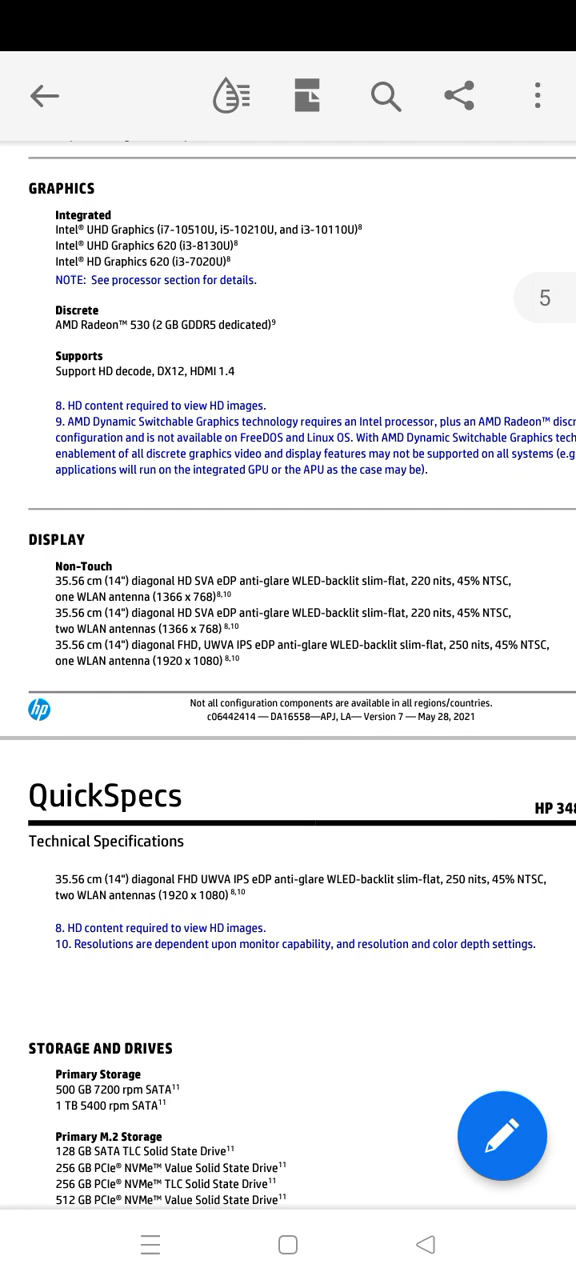 5
GRAPHICS
Integrated
Intel® UHD Graphics (i7-10510U, i5-10210U, and i3-10110U)⁸
Intel® UHD Graphics 620 (i3-8130U)⁸
Intel® HD Graphics 620 (i3-7020U)⁸
NOTE: See processor section for details.
Discrete
AMD Radeon™ 530 (2 GB GDDR5 dedicated)⁹
Supports
Support HD decode, DX12, HDMI 1.4
8. HD content required to view HD images.
9. AMD Dynamic Switchable Graphics technology requires an Intel processor, plus an AMD Radeon™ discr
configuration and is not available on FreeDOS and Linux OS. With AMD Dynamic Switchable Graphics tech
enablement of all discrete graphics video and display features may not be supported on all systems (e.g
applications will run on the integrated GPU or the APU as the case may be).
DISPLAY
Non-Touch
35.56 cm (14") diagonal HD SVA eDP anti-glare WLED-backlit slim-flat, 220 nits, 45% NTSC,
one WLAN antenna (1366 x 768)⁸,¹⁰
35.56 cm (14") diagonal HD SVA eDP anti-glare WLED-backlit slim-flat, 220 nits, 45% NTSC,
two WLAN antennas (1366 x 768) ⁸,¹⁰
35.56 cm (14") diagonal FHD, UWVA IPS eDP anti-glare WLED-backlit slim-flat, 250 nits, 45% NTSC,
one WLAN antenna (1920 x 1080) ⁸,¹⁰
hp
Not all configuration components are available in all regions/countries.
c06442414 — DA16558—APJ, LA— Version 7 — May 28, 2021
QuickSpecs
HP 348
Technical Specifications
35.56 cm (14") diagonal FHD UWVA IPS eDP anti-glare WLED-backlit slim-flat, 250 nits, 45% NTSC,
two WLAN antennas (1920 x 1080) ⁸,¹⁰
8. HD content required to view HD images.
10. Resolutions are dependent upon monitor capability, and resolution and color depth settings.
STORAGE AND DRIVES
Primary Storage
500 GB 7200 rpm SATA¹¹
1 TB 5400 rpm SATA¹¹
Primary M.2 Storage
128 GB SATA TLC Solid State Drive¹¹
256 GB PCIe® NVMe™ Value Solid State Drive¹¹
256 GB PCIe® NVMe™ TLC Solid State Drive¹¹
512 GB PCIe® NVMe™ Value Solid State Drive¹¹